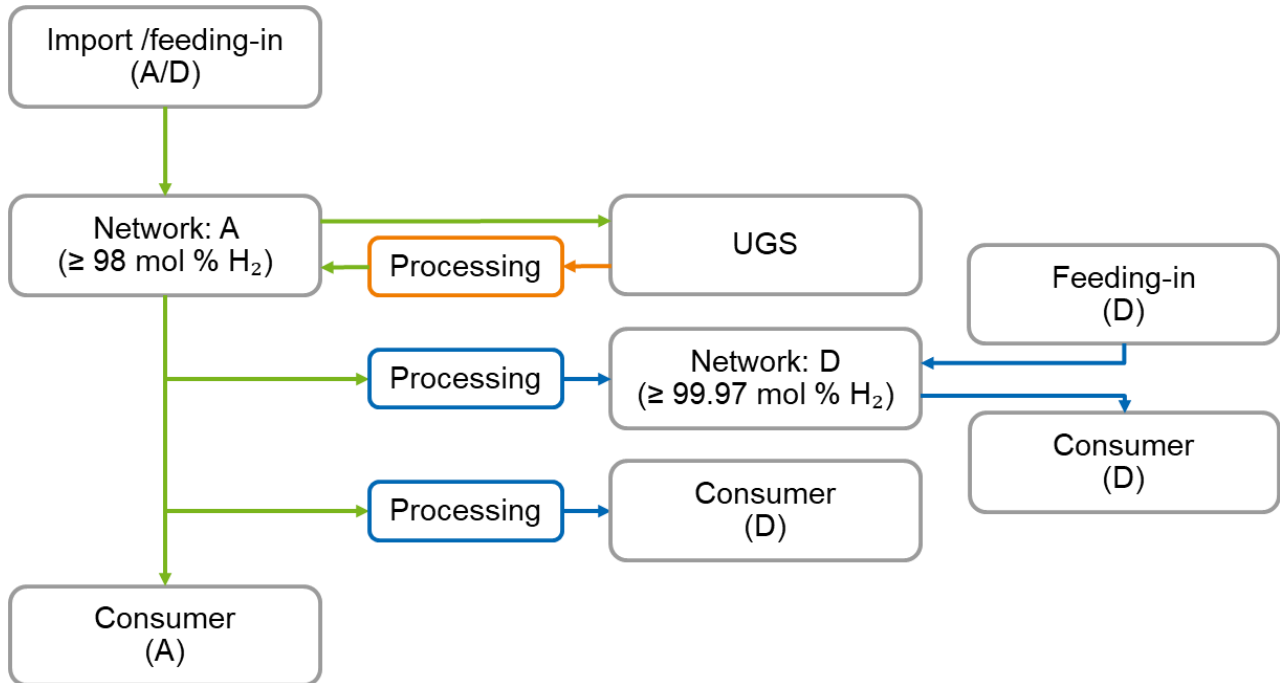 Import /feeding-in
(A/D)
Network: A
(≥ 98 mol % H₂)
UGS
Processing
Feeding-in
(D)
Processing
Network: D
(≥ 99.97 mol % H₂)
Consumer
(D)
Processing
Consumer
(D)
Consumer
(A)